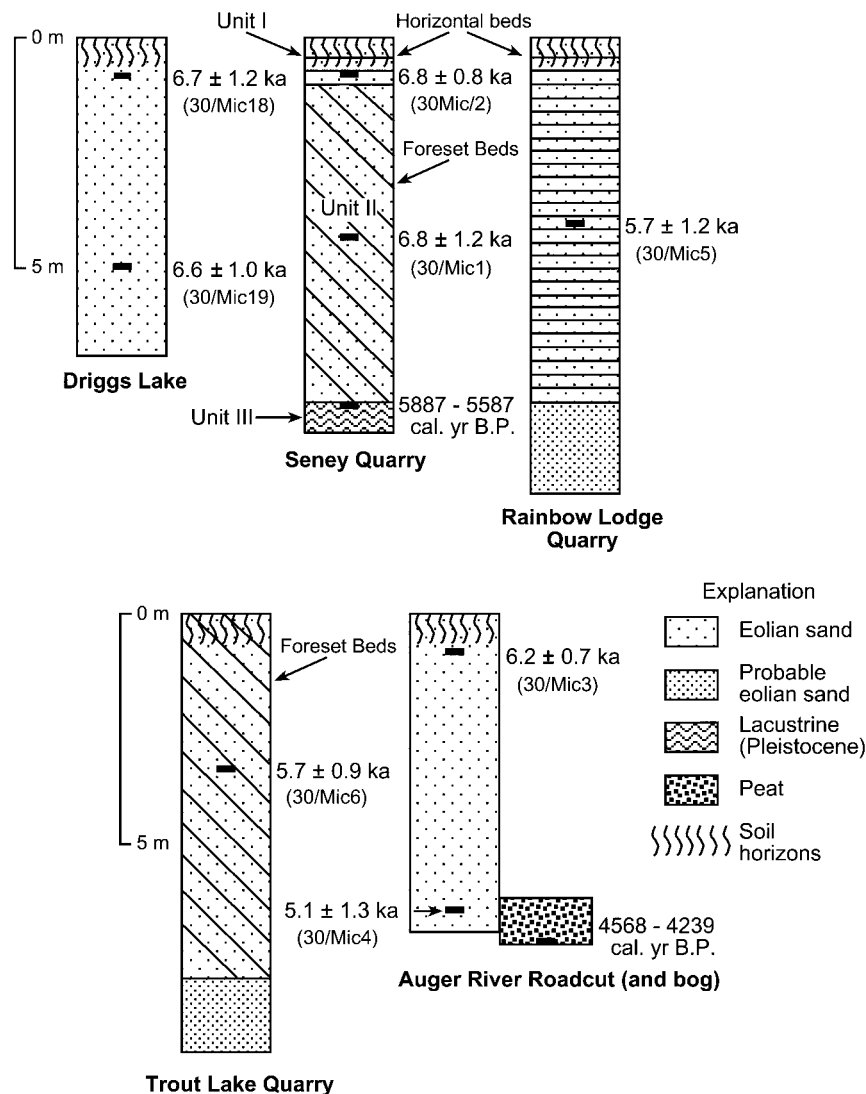 Unit I
Horizontal beds
0 m
6.7 ± 1.2 ka
(30/Mic18)
6.8 ± 0.8 ka
(30Mic/2)
Foreset Beds
Unit II
6.8 ± 1.2 ka
(30/Mic1)
5.7 ± 1.2 ka
(30/Mic5)
5 m
6.6 ± 1.0 ka
(30/Mic19)
Driggs Lake
Unit III
5887 - 5587
cal. yr B.P.
Seney Quarry
Rainbow Lodge
Quarry
0 m
Foreset Beds
5.7 ± 0.9 ka
(30/Mic6)
5 m
5.1 ± 1.3 ka
(30/Mic4)
Trout Lake Quarry
6.2 ± 0.7 ka
(30/Mic3)
4568 - 4239
cal. yr B.P.
Auger River Roadcut (and bog)
Explanation
Eolian sand
Probable
eolian sand
Lacustrine
(Pleistocene)
Peat
Soil
horizons